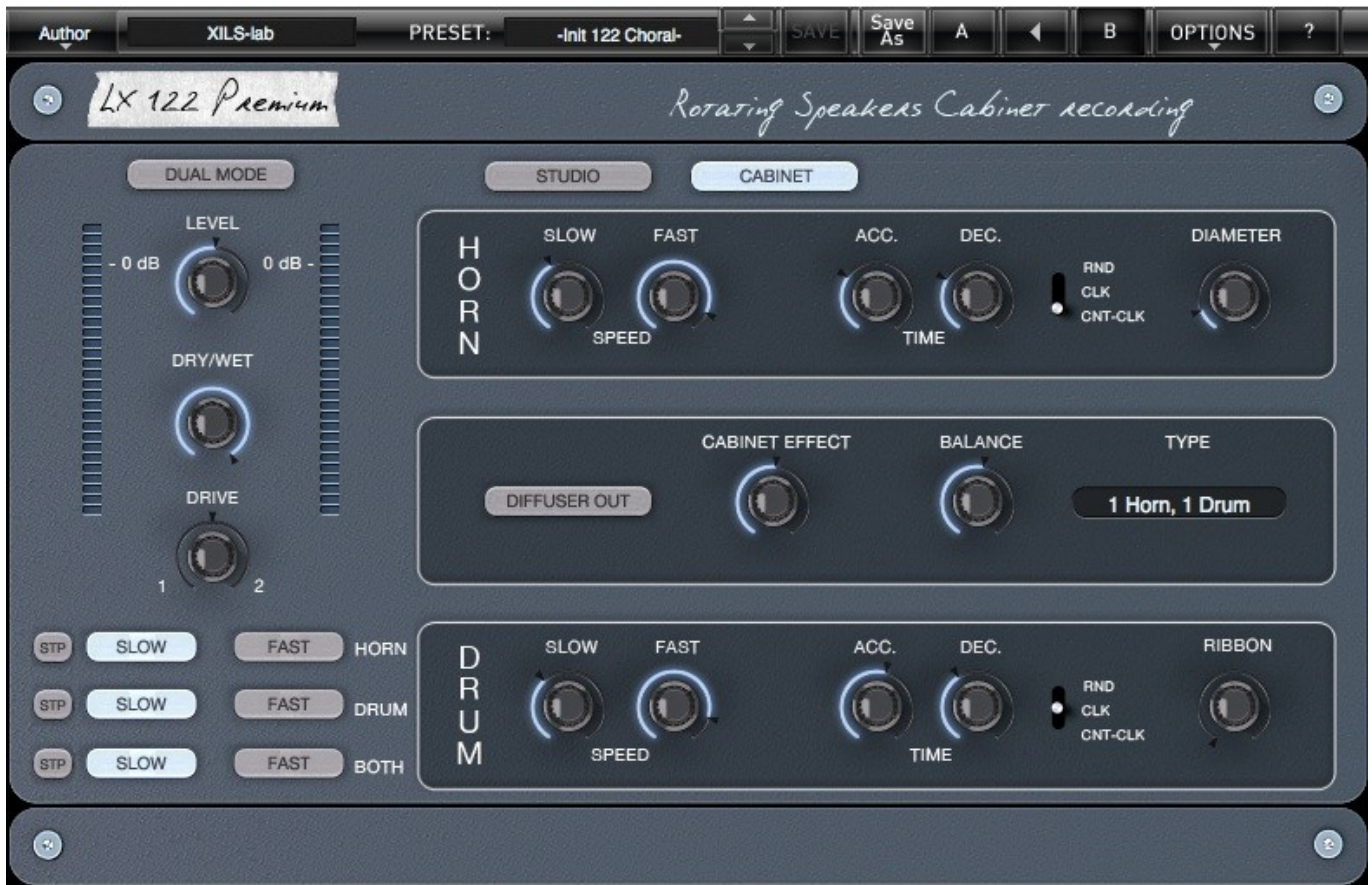 Author XILS-lab PRESET: -Init 122 Choral- SAVE Save As A B OPTIONS ?
LX 122 Premium
Rotating Speakers Cabinet recording
DUAL MODE
STUDIO CABINET
LEVEL
- 0 dB 0 dB -
DRY/WET
DRIVE
1 2
STP SLOW FAST HORN
STP SLOW FAST DRUM
STP SLOW FAST BOTH
HORN
SLOW FAST ACC. DEC. DIAMETER
RND
CLK
CNT-CLK
SPEED TIME
CABINET EFFECT BALANCE TYPE
DIFFUSER OUT 1 Horn, 1 Drum
DRUM
SLOW FAST ACC. DEC. RIBBON
RND
CLK
CNT-CLK
SPEED TIME